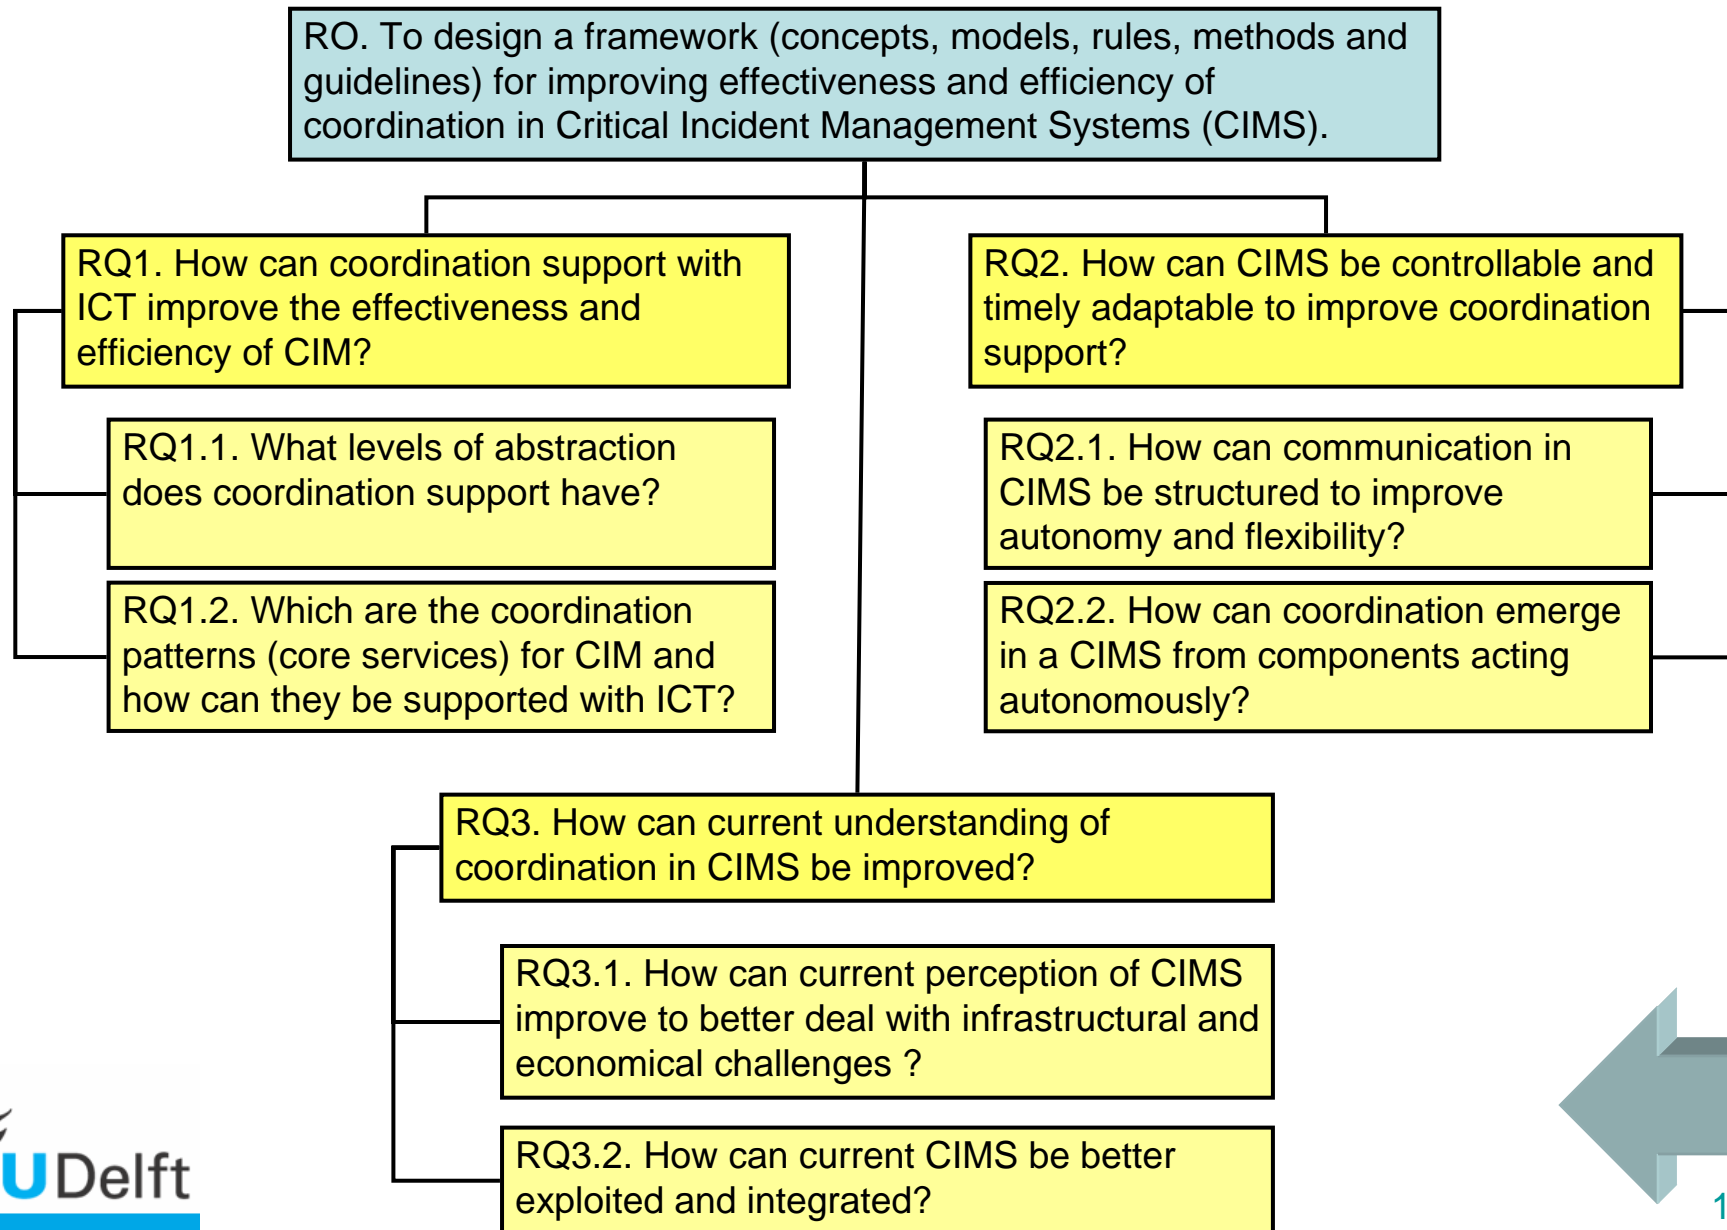 RO. To design a framework (concepts, models, rules, methods and
guidelines) for improving effectiveness and efficiency of
coordination in Critical Incident Management Systems (CIMS).
RQ1. How can coordination support with
ICT improve the effectiveness and
efficiency of CIM?
RQ1.1. What levels of abstraction
does coordination support have?
RQ1.2. Which are the coordination
patterns (core services) for CIM and
how can they be supported with ICT?
RQ2. How can CIMS be controllable and
timely adaptable to improve coordination
support?
RQ2.1. How can communication in
CIMS be structured to improve
autonomy and flexibility?
RQ2.2. How can coordination emerge
in a CIMS from components acting
autonomously?
RQ3. How can current understanding of
coordination in CIMS be improved?
RQ3.1. How can current perception of CIMS
improve to better deal with infrastructural and
economical challenges ?
RQ3.2. How can current CIMS be better
exploited and integrated?
UDelft
1